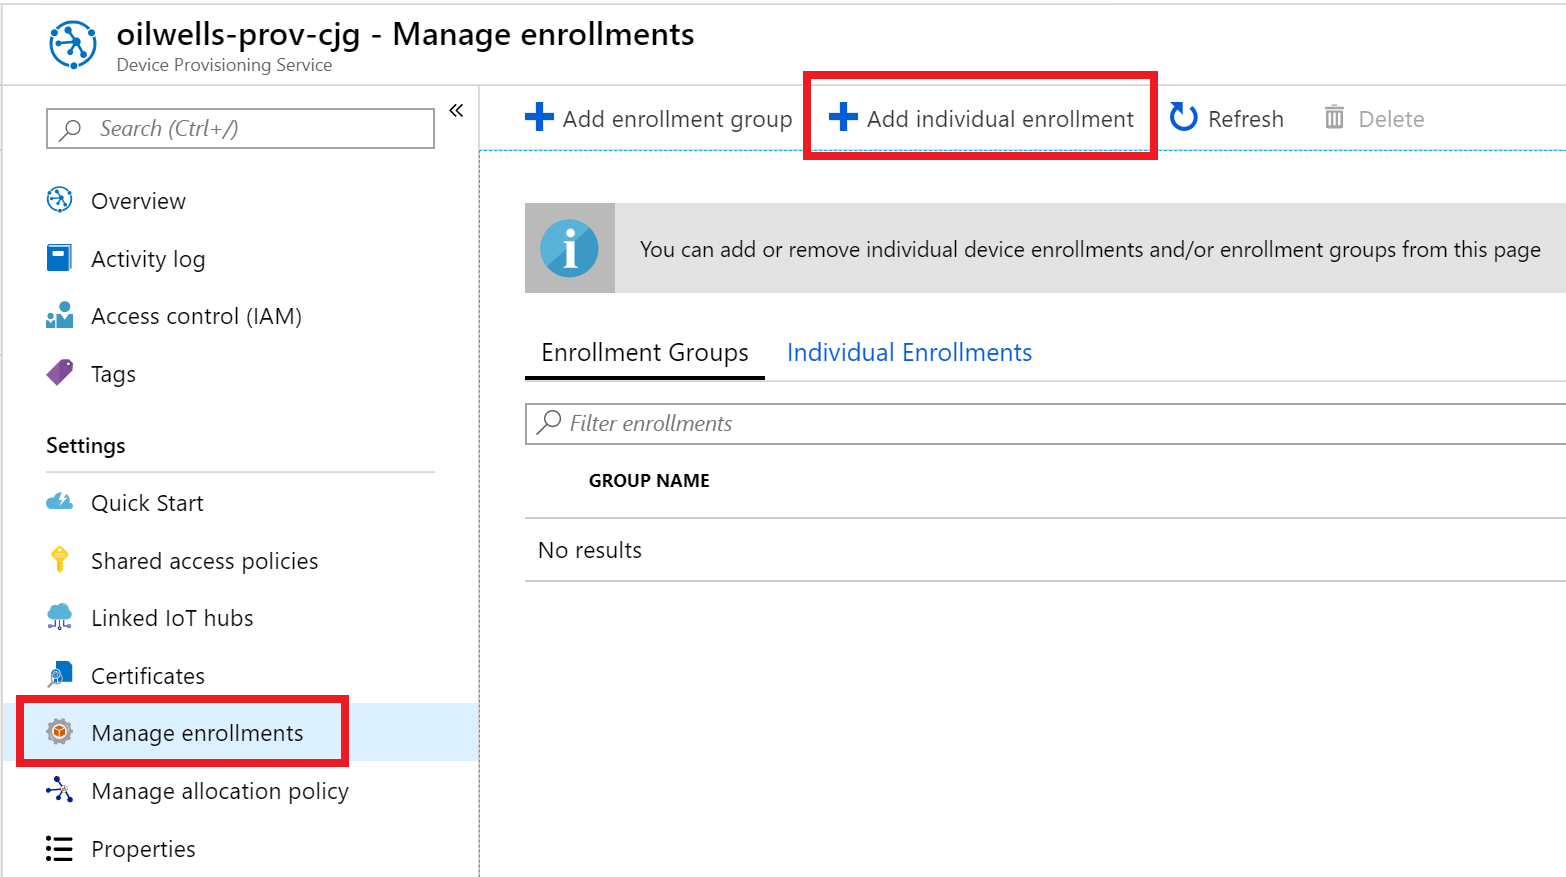 oilwells-prov-cjg - Manage enrollments
Device Provisioning Service
Search (Ctrl+/)
«
Overview
Activity log
Access control (IAM)
Tags
Settings
Quick Start
Shared access policies
Linked IoT hubs
Certificates
Manage enrollments
Manage allocation policy
Properties
Add enrollment group
Add individual enrollment
Refresh
Delete
You can add or remove individual device enrollments and/or enrollment groups from this page
Enrollment Groups
Individual Enrollments
Filter enrollments
GROUP NAME
No results